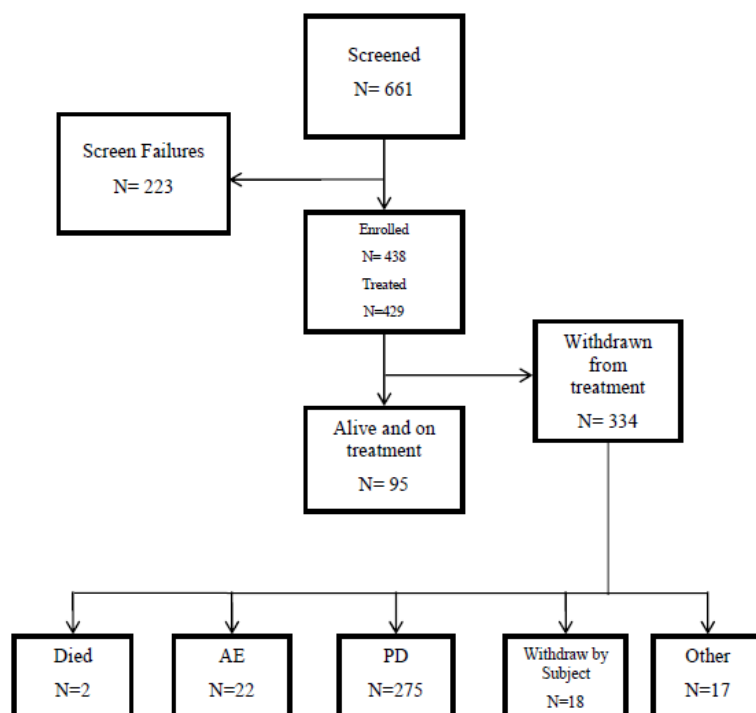 Screened
N= 661
Screen Failures
N= 223
Enrolled
N= 438
Treated
N=429
Withdrawn
from
treatment
N= 334
Alive and on
treatment
N= 95
Died
N=2
AE
N=22
PD
N=275
Withdraw by
Subject
N=18
Other
N=17